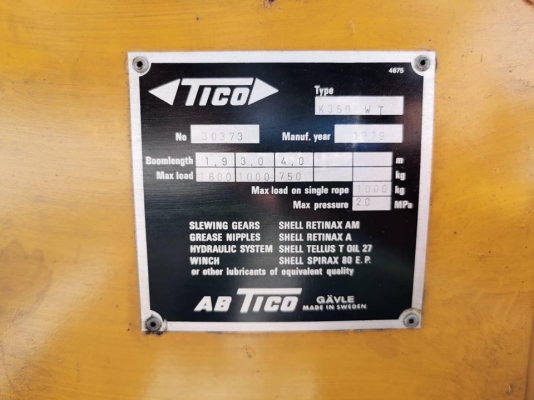 4875
TICO
Type
K350 WT
No 30373 Manuf. year
Boomlength 1,9 3,0 4,0 m
Max load 1600 1000 750 kg
Max load on single rope 1000 kg
Max pressure 20 MPa
SLEWING GEARS SHELL RETINAX AM
GREASE NIPPLES SHELL RETINAX A
HYDRAULIC SYSTEM SHELL TELLUS T OIL 27
WINCH SHELL SPIRAX 80 E.P.
or other lubricants of equivalent quality
AB TICO GÄVLE
MADE IN SWEDEN